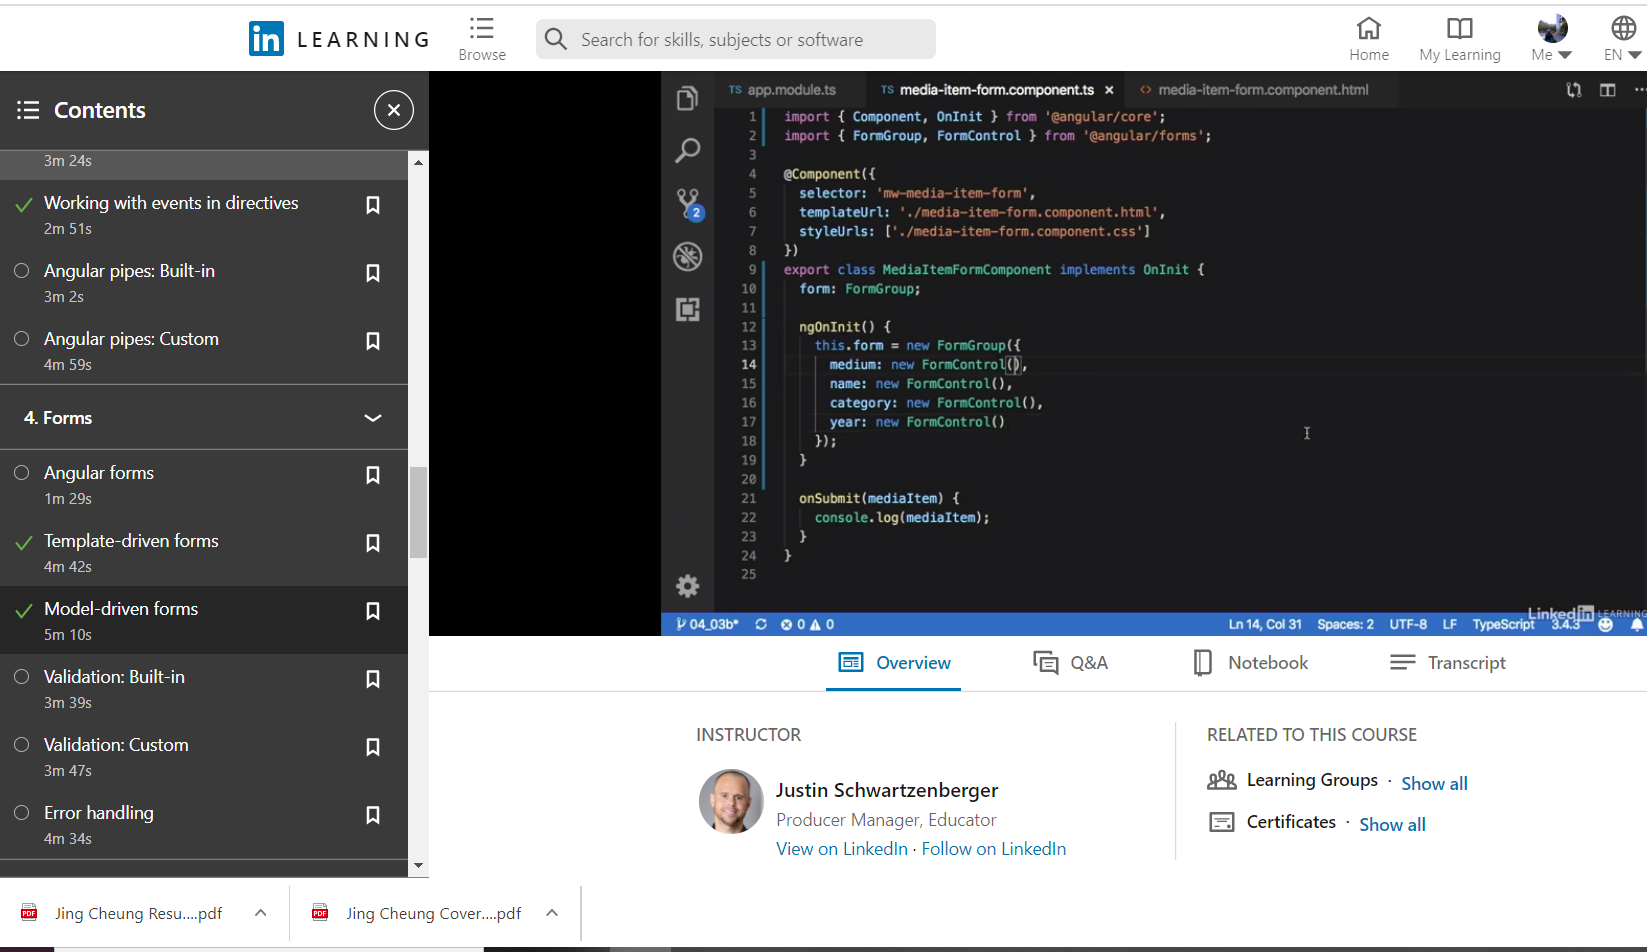 in LEARNING
Browse
Search for skills, subjects or software
Home
My Learning
Me
EN
Contents
3m 24s
Working with events in directives
2m 51s
Angular pipes: Built-in
3m 2s
Angular pipes: Custom
4m 59s
4. Forms
Angular forms
1m 29s
Template-driven forms
4m 42s
Model-driven forms
5m 10s
Validation: Built-in
3m 39s
Validation: Custom
3m 47s
Error handling
4m 34s
TS app.module.ts
TS media-item-form.component.ts ×
<> media-item-form.component.html
2
1 import { Component, OnInit } from '@angular/core';
2 import { FormGroup, FormControl } from '@angular/forms';
3
4 @Component({
5 selector: 'mw-media-item-form',
6 templateUrl: './media-item-form.component.html',
7 styleUrls: ['./media-item-form.component.css']
8 })
9 export class MediaItemFormComponent implements OnInit {
10 form: FormGroup;
11
12 ngOnInit() {
13 this.form = new FormGroup({
14 medium: new FormControl(),
15 name: new FormControl(),
16 category: new FormControl(),
17 year: new FormControl()
18 });
19 }
20
21 onSubmit(mediaItem) {
22 console.log(mediaItem);
23 }
24 }
25
04_03b* 0 0
Ln 14, Col 31 Spaces: 2 UTF-8 LF TypeScript 3.4.3
Linkedin LEARNING
Overview
Q&A
Notebook
Transcript
INSTRUCTOR
Justin Schwartzenberger
Producer Manager, Educator
View on LinkedIn · Follow on LinkedIn
RELATED TO THIS COURSE
Learning Groups · Show all
Certificates · Show all
PDF Jing Cheung Resu....pdf
PDF Jing Cheung Cover....pdf